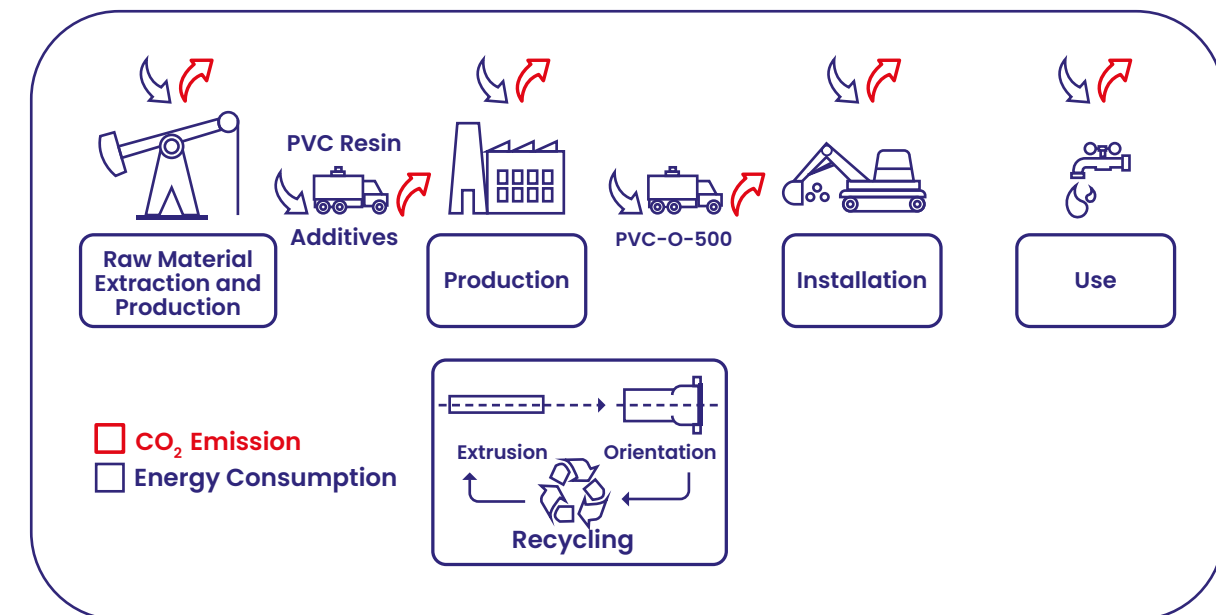 PVC Resin
Additives
PVC-O-500
Raw Material
Extraction and
Production
Production
Installation
Use
CO₂ Emission
Energy Consumption
Extrusion
Orientation
Recycling